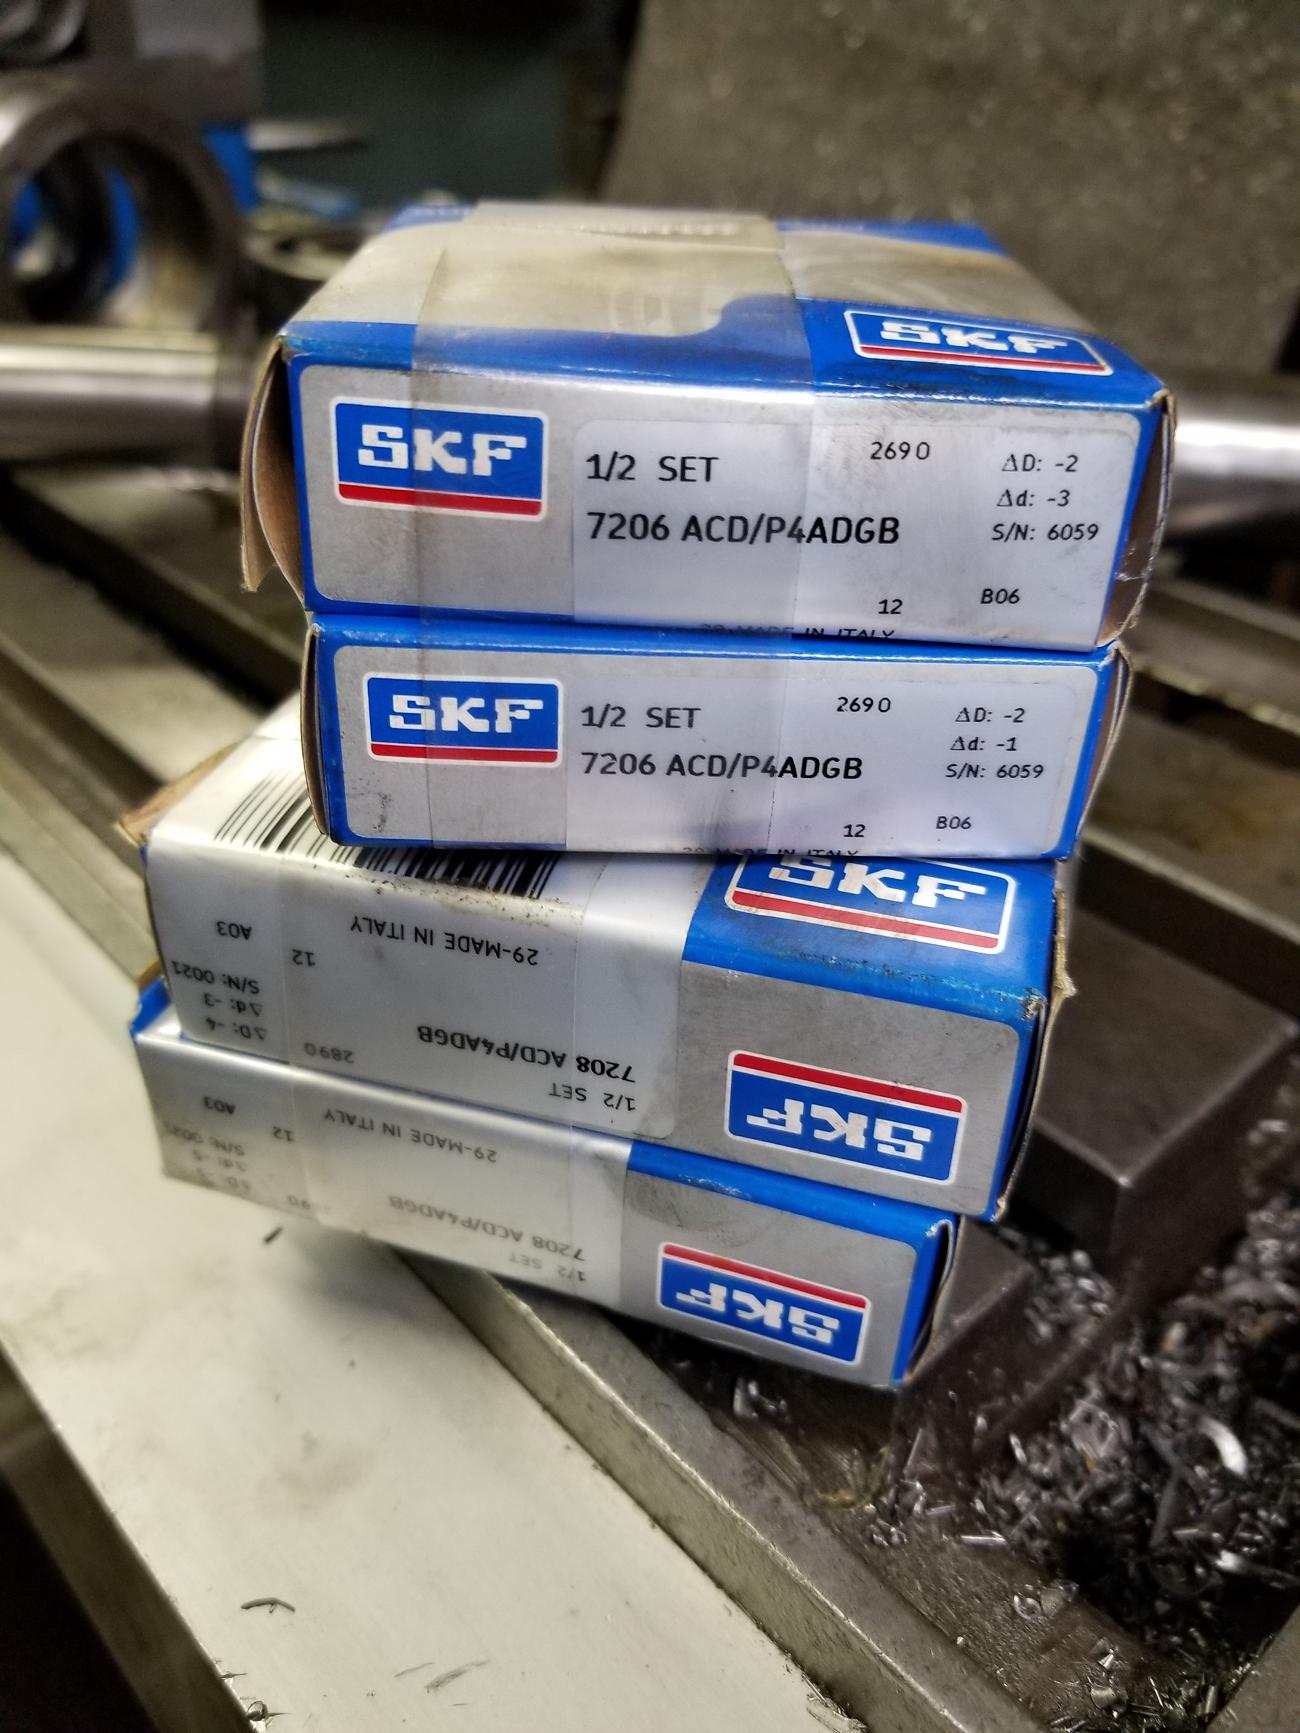 SKF
SKF
1/2 SET
2690
ΔD: -2
Δd: -3
7206 ACD/P4ADGB
S/N: 6059
12
B06
MADE IN ITALY
SKF
1/2 SET
2690
ΔD: -2
Δd: -1
7206 ACD/P4ADGB
S/N: 6059
12
B06
SKF
SKF
1/2 SET
7208 ACD/P4ADGB
2890
ΔD: -4
Δd: -3
S/N: 0021
12
A03
29-MADE IN ITALY
SKF
1/2 SET
7208 ACD/P4ADGB
12
A03
29-MADE IN ITALY